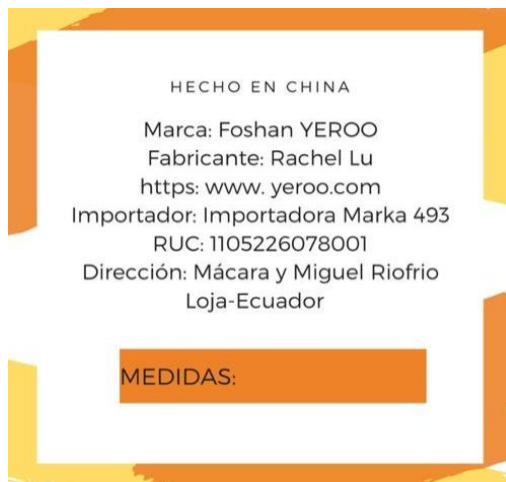 HECHO EN CHINA
Marca: Foshan YEROO
Fabricante: Rachel Lu
https: www. yeroo.com
Importador: Importadora Marka 493
RUC: 1105226078001
Dirección: Mácara y Miguel Riofrio
Loja-Ecuador
MEDIDAS: